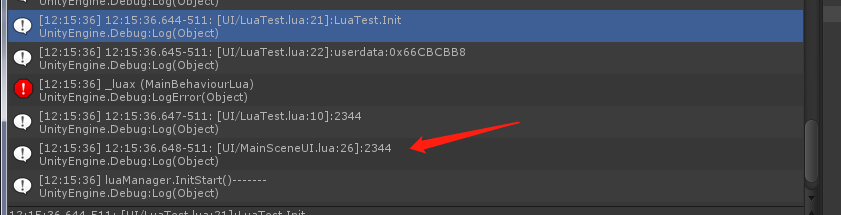 [12:15:36] 12:15:36.644-511: [UI/LuaTest.lua:21]:LuaTest.Init
UnityEngine.Debug:Log(Object)
[12:15:36] 12:15:36.645-511: [UI/LuaTest.lua:22]:userdata:0x66CBCBB8
UnityEngine.Debug:Log(Object)
[12:15:36] _luax (MainBehaviourLua)
UnityEngine.Debug:LogError(Object)
[12:15:36] 12:15:36.647-511: [UI/LuaTest.lua:10]:2344
UnityEngine.Debug:Log(Object)
[12:15:36] 12:15:36.648-511: [UI/MainSceneUI.lua:26]:2344
UnityEngine.Debug:Log(Object)
[12:15:36] luaManager.InitStart()-------
UnityEngine.Debug:Log(Object)
12:15:36.644-511: [UI/LuaTest.lua:21]:LuaTest.Init